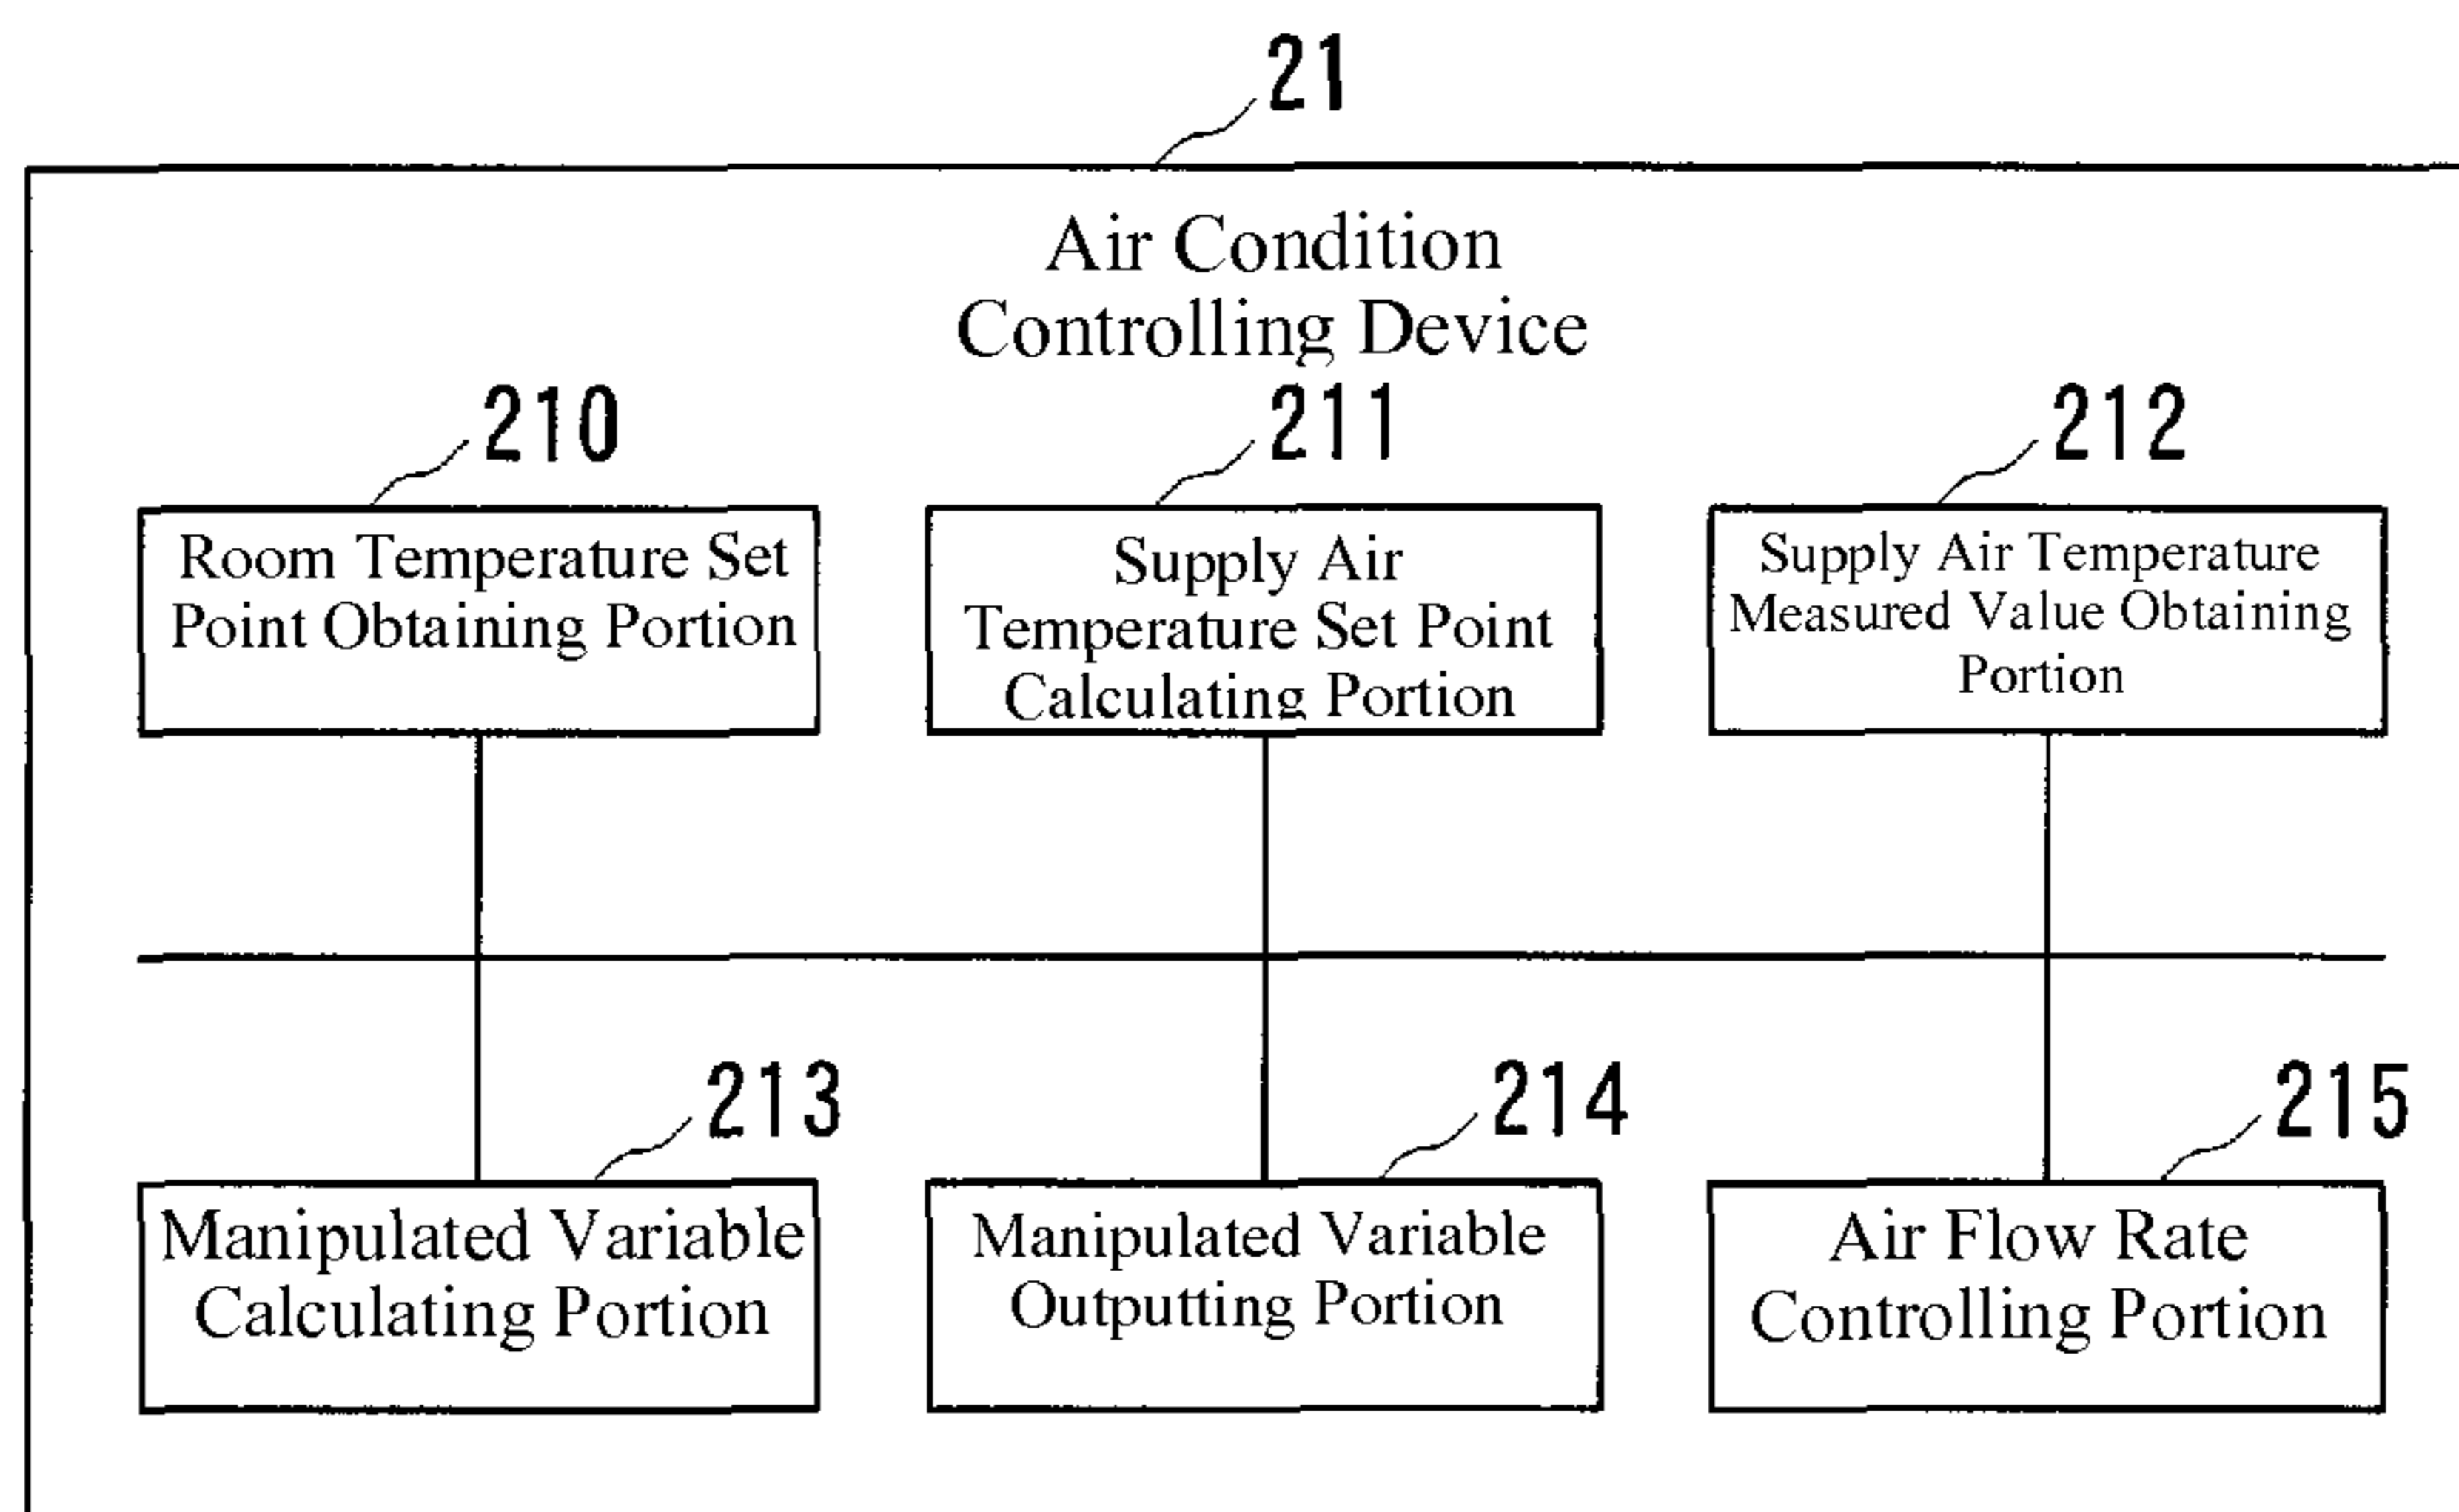 21
Air Condition
Controlling Device
210
211
212
Room Temperature Set
Point Obtaining Portion
Supply Air
Temperature Set Point
Calculating Portion
Supply Air Temperature
Measured Value Obtaining
Portion
213
214
215
Manipulated Variable
Calculating Portion
Manipulated Variable
Outputting Portion
Air Flow Rate
Controlling Portion